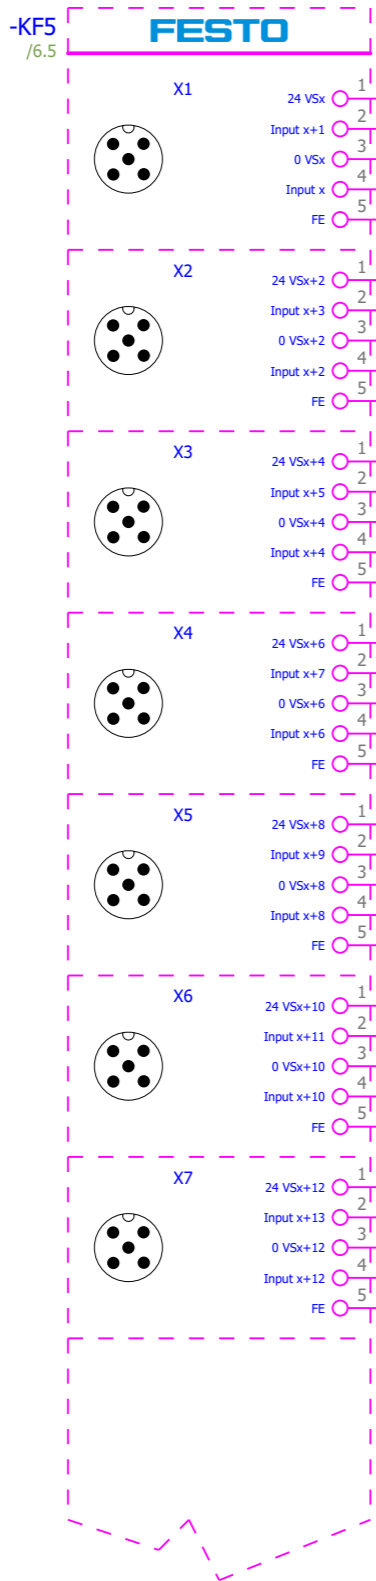 -KF5 FESTO
/6.5
X1
24 VSx 1
Input x+1 2
0 VSx 3
Input x 4
FE 5
X2
24 VSx+2 1
Input x+3 2
0 VSx+2 3
Input x+2 4
FE 5
X3
24 VSx+4 1
Input x+5 2
0 VSx+4 3
Input x+4 4
FE 5
X4
24 VSx+6 1
Input x+7 2
0 VSx+6 3
Input x+6 4
FE 5
X5
24 VSx+8 1
Input x+9 2
0 VSx+8 3
Input x+8 4
FE 5
X6
24 VSx+10 1
Input x+11 2
0 VSx+10 3
Input x+10 4
FE 5
X7
24 VSx+12 1
Input x+13 2
0 VSx+12 3
Input x+12 4
FE 5